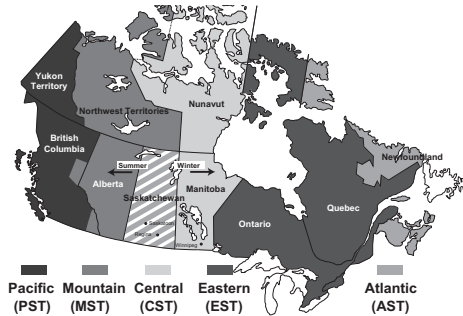 Yukon
Territory
Northwest Territories
Nunavut
British
Columbia
Alberta
Summer
Winter
Saskatchewan
Manitoba
Saskatoon
Regina
Winnipeg
Ontario
Quebec
Newfoundland
Pacific
(PST)
Mountain
(MST)
Central
(CST)
Eastern
(EST)
Atlantic
(AST)